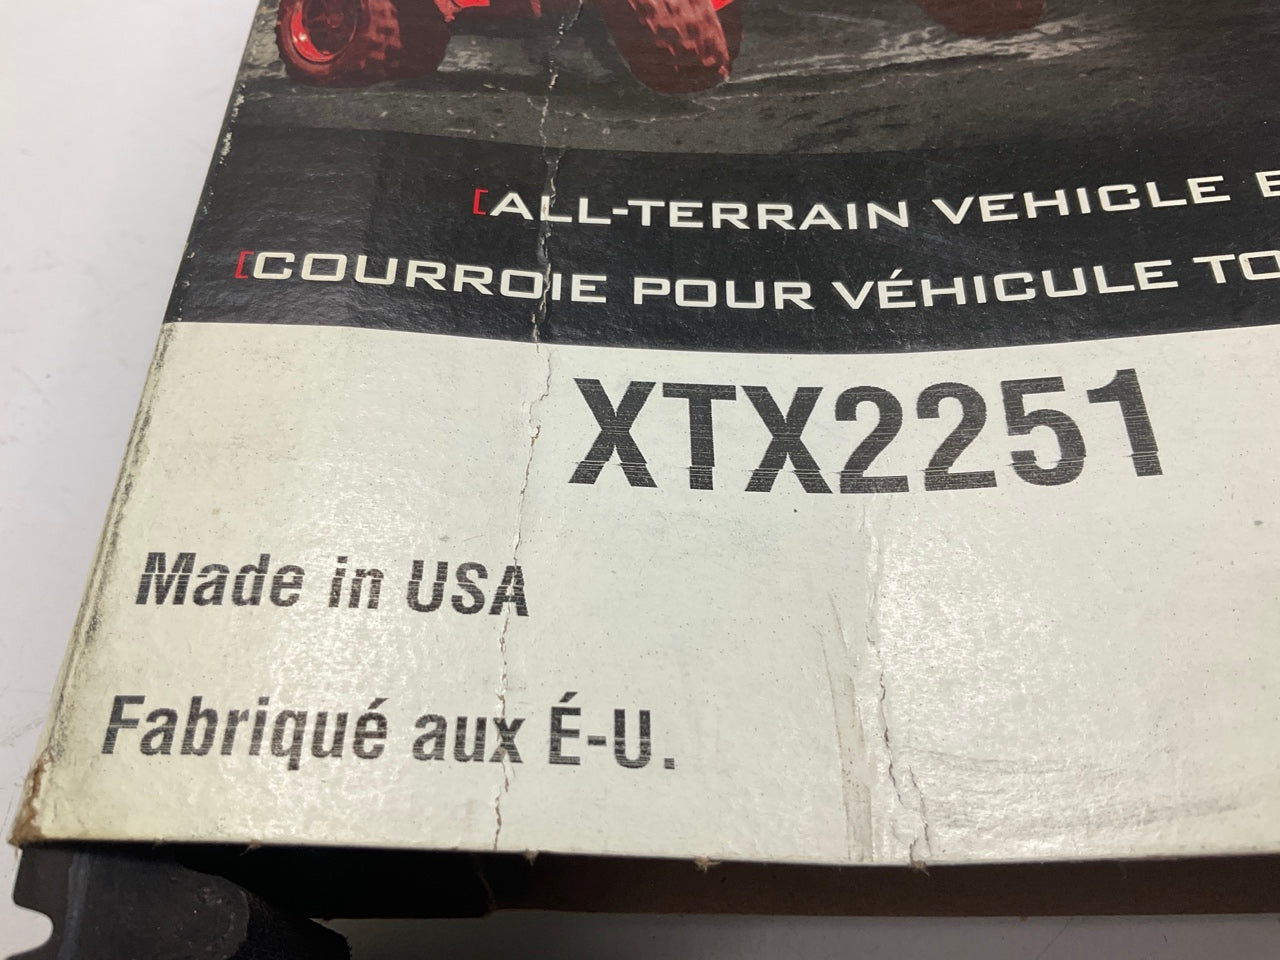 [ALL-TERRAIN VEHICLE
[COURROIE POUR VÉHICULE
XTX2251
Made in USA
Fabriqué aux É-U.